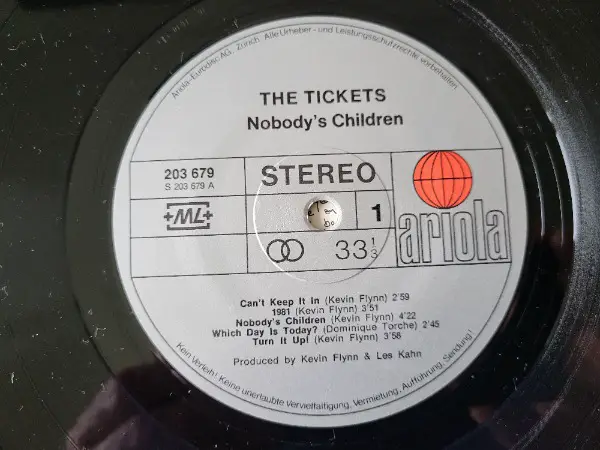 Ariola-Eurodisc AG, Zürich. Alle Urheber- und Leistungsschutzrechte vorbehalten.
THE TICKETS
Nobody's Children
203 679
S 203 679 A
STEREO
+ML+
1
33 1/3
ariola
Can't Keep It In (Kevin Flynn) 2'59
1981 (Kevin Flynn) 3'51
Nobody's Children (Kevin Flynn) 4'22
Which Day Is Today? (Dominique Torche) 2'45
Turn It Up! (Kevin Flynn) 3'58
Produced by Kevin Flynn & Les Kahn
Kein Verleih! Keine unerlaubte Vervielfältigung, Vermietung, Aufführung, Sendung!